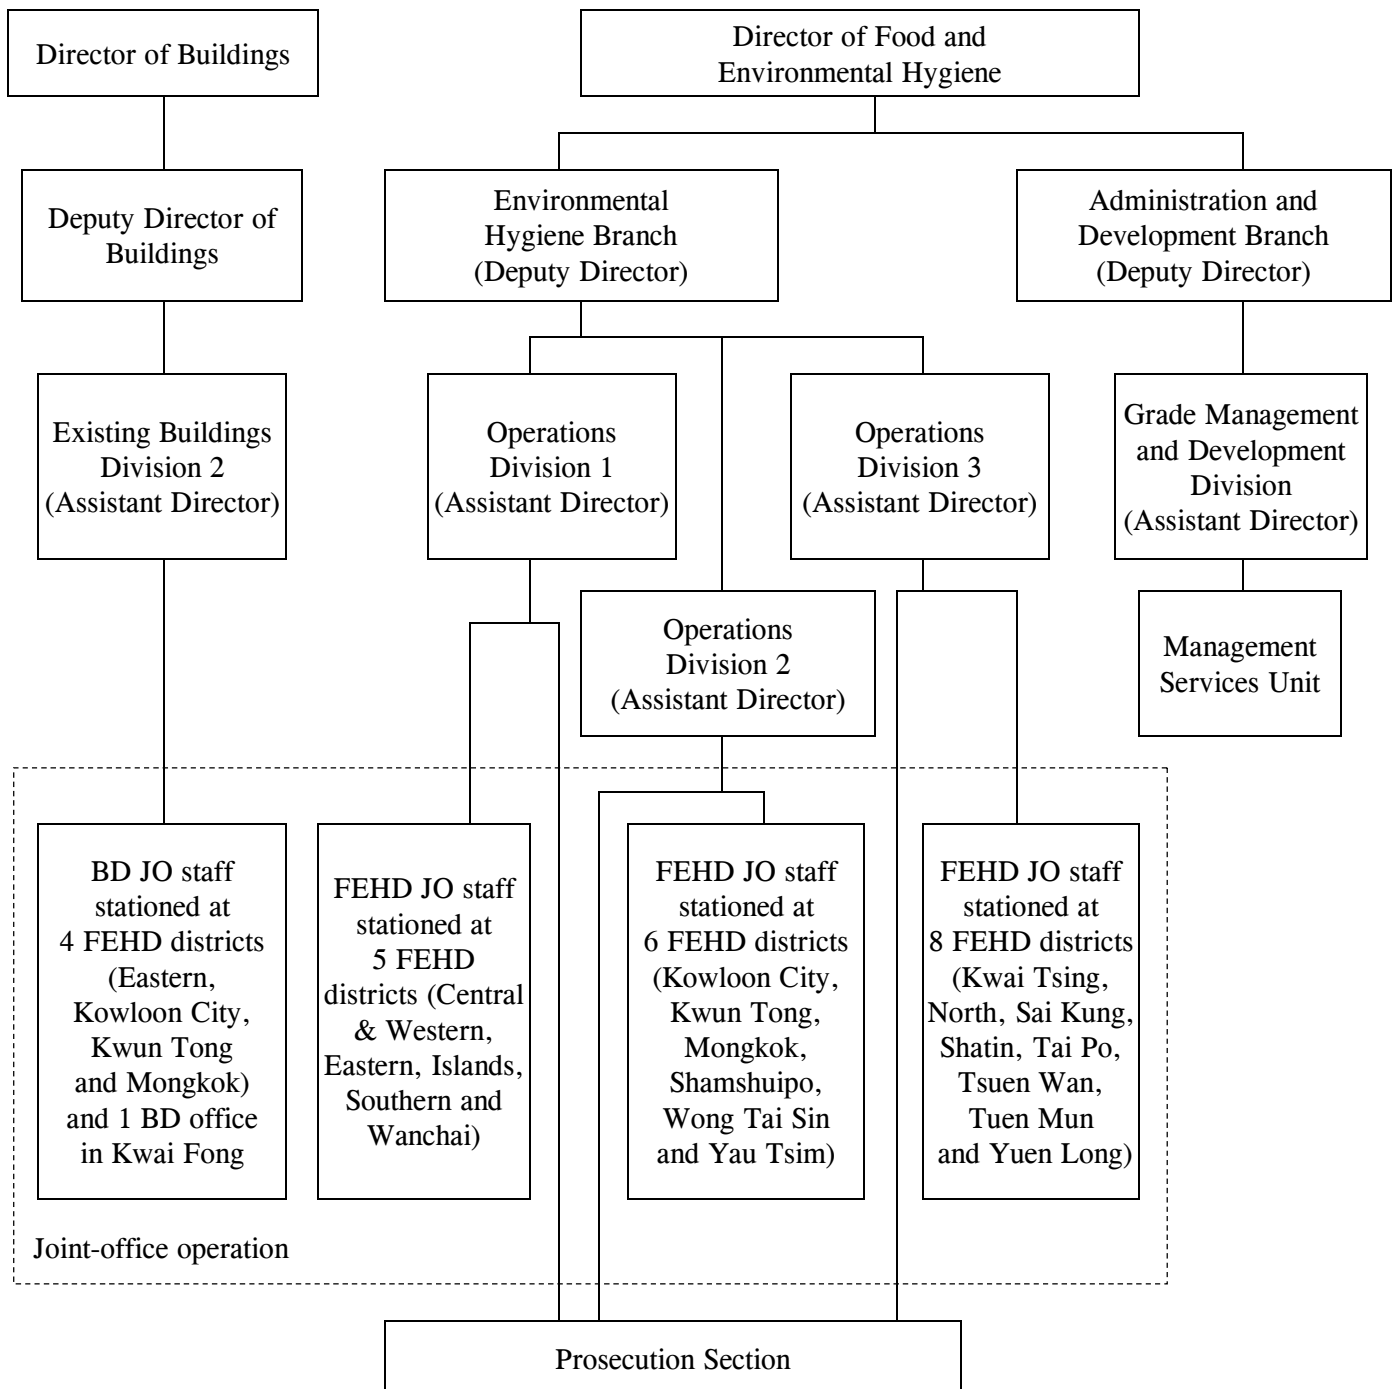 Director of Buildings
Director of Food and
Environmental Hygiene
Deputy Director of
Buildings
Environmental
Hygiene Branch
(Deputy Director)
Administration and
Development Branch
(Deputy Director)
Existing Buildings
Division 2
(Assistant Director)
Operations
Division 1
(Assistant Director)
Operations
Division 3
(Assistant Director)
Grade Management
and Development
Division
(Assistant Director)
Operations
Division 2
(Assistant Director)
Management
Services Unit
BD JO staff
stationed at
4 FEHD districts
(Eastern,
Kowloon City,
Kwun Tong
and Mongkok)
and 1 BD office
in Kwai Fong
FEHD JO staff
stationed at
5 FEHD
districts (Central
& Western,
Eastern, Islands,
Southern and
Wanchai)
FEHD JO staff
stationed at
6 FEHD districts
(Kowloon City,
Kwun Tong,
Mongkok,
Shamshuipo,
Wong Tai Sin
and Yau Tsim)
FEHD JO staff
stationed at
8 FEHD districts
(Kwai Tsing,
North, Sai Kung,
Shatin, Tai Po,
Tsuen Wan,
Tuen Mun
and Yuen Long)
Joint-office operation
Prosecution Section